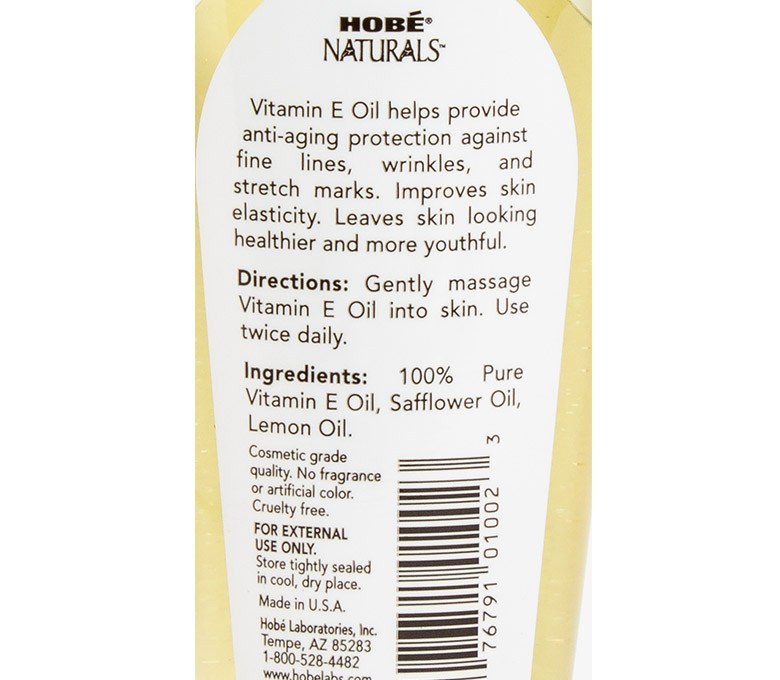 HOBÉ®
NATURALS™
Vitamin E Oil helps provide
anti-aging protection against
fine lines, wrinkles, and
stretch marks. Improves skin
elasticity. Leaves skin looking
healthier and more youthful.
Directions: Gently massage
Vitamin E Oil into skin. Use
twice daily.
Ingredients: 100% Pure
Vitamin E Oil, Safflower Oil,
Lemon Oil.
Cosmetic grade
quality. No fragrance
or artificial color.
Cruelty free.
FOR EXTERNAL
USE ONLY.
Store tightly sealed
in cool, dry place.
Made in U.S.A.
Hobé Laboratories, Inc.
Tempe, AZ 85283
1-800-528-4482
www.hobelabs.com
76791 01002 3